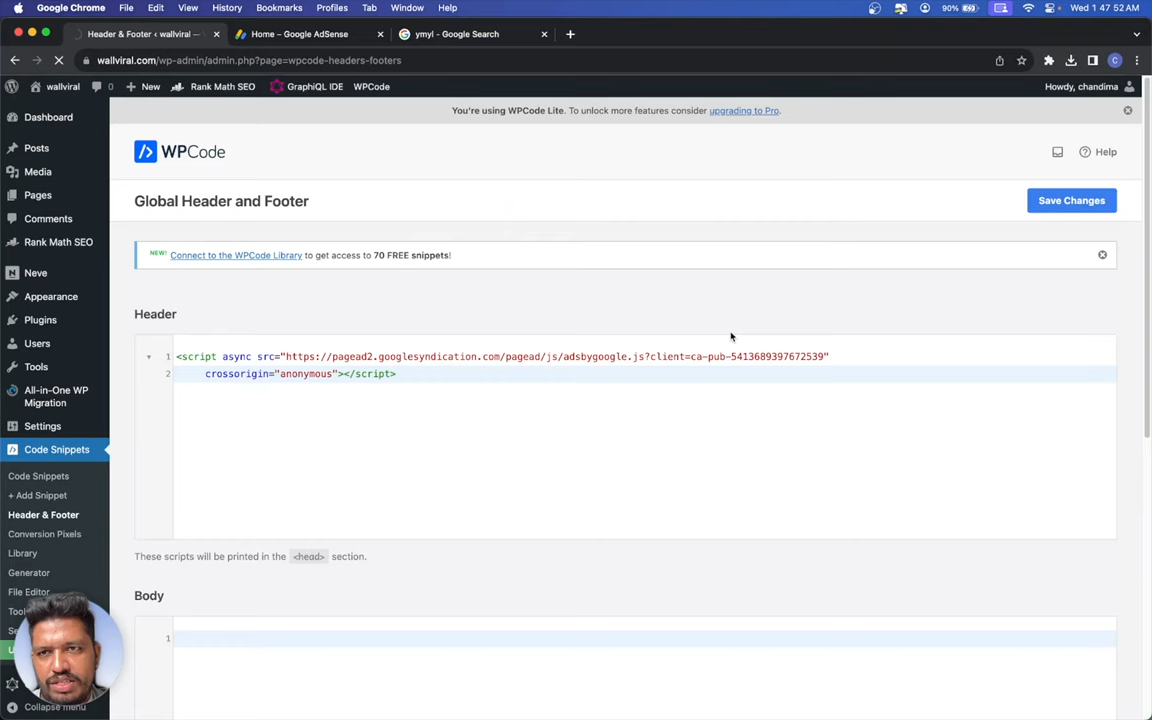 Google Chrome File Edit View History Bookmarks Profiles Tab Window Help 90% Wed 1 47 52 AM
Header & Footer ‹ wallviral — Home – Google AdSense ymyl - Google Search
wallviral.com/wp-admin/admin.php?page=wpcode-headers-footers C
wallviral 0 New Rank Math SEO GraphiQL IDE WPCode Howdy, chandima
You're using WPCode Lite. To unlock more features consider upgrading to Pro.
Dashboard
Posts
Media
Pages
Comments
Rank Math SEO
Neve
Appearance
Plugins
Users
Tools
All-in-One WP
Migration
Settings
Code Snippets
Code Snippets
+ Add Snippet
Header & Footer
Conversion Pixels
Library
Generator
File Editor
Collapse menu
WPCode
Help
Global Header and Footer
Save Changes
NEW! Connect to the WPCode Library to get access to 70 FREE snippets!
Header
1 <script async src="https://pagead2.googlesyndication.com/pagead/js/adsbygoogle.js?client=ca-pub-5413689397672539"
2 crossorigin="anonymous"></script>
These scripts will be printed in the <head> section.
Body
1